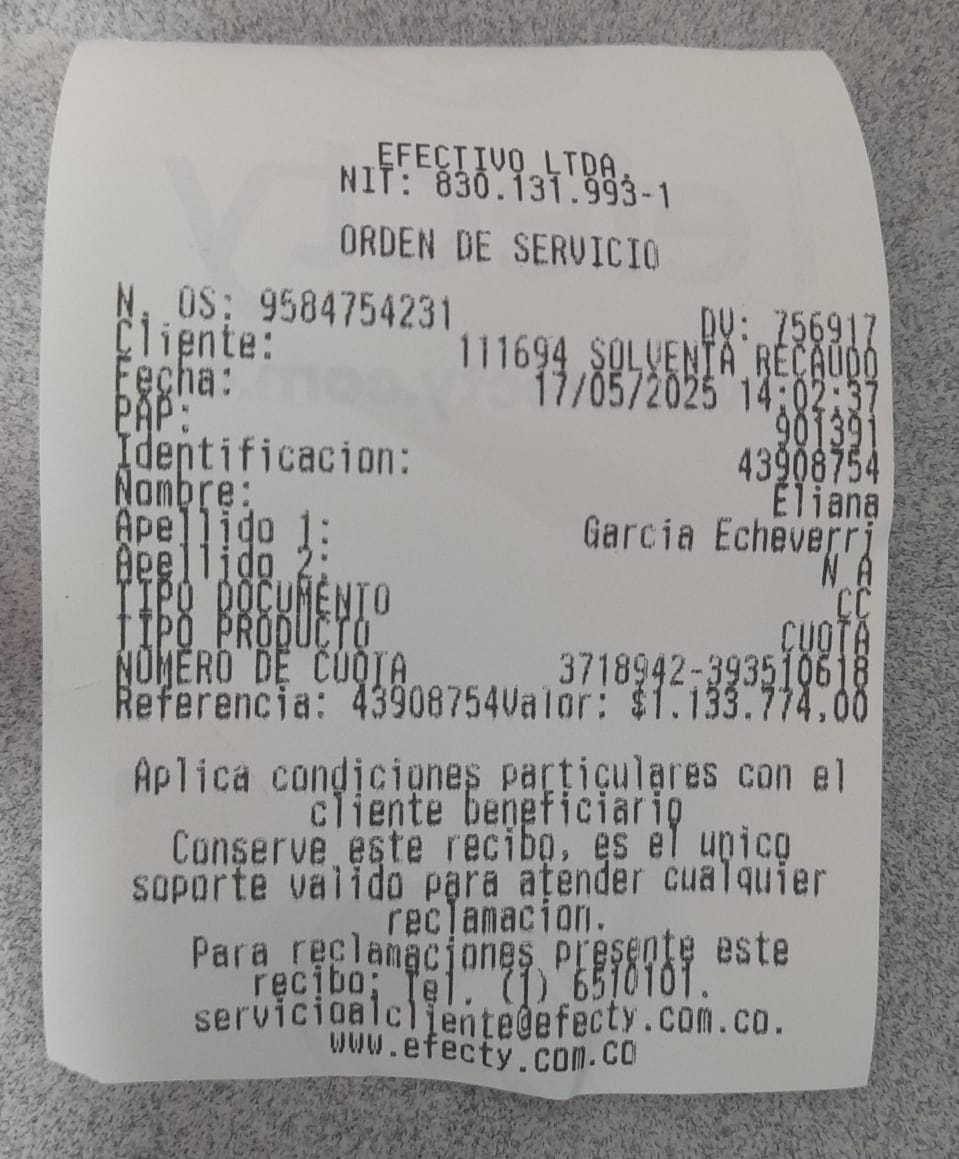 EFECTIVO LTDA.
NIT: 830.131.993-1
ORDEN DE SERVICIO
N. OS: 9584754231 DV: 756917
Cliente: 111694 SOLVENTA RECAUDO
Fecha: 17/05/2025 14:02:37
PAP: 901391
Identificacion: 43908754
Nombre: Eliana
Apellido 1: Garcia Echeverri
Apellido 2: N A
TIPO DOCUMENTO CC
TIPO PRODUCTO CUOTA
NUMERO DE CUOTA 3718942-393510618
Referencia: 43908754Valor: $1.133.774,00
Aplica condiciones particulares con el
cliente beneficiario
Conserve este recibo, es el unico
soporte valido para atender cualquier
reclamacion.
Para reclamaciones presente este
recibo: Tel. (1) 6510101.
servicioalcliente@efecty.com.co.
www.efecty.com.co